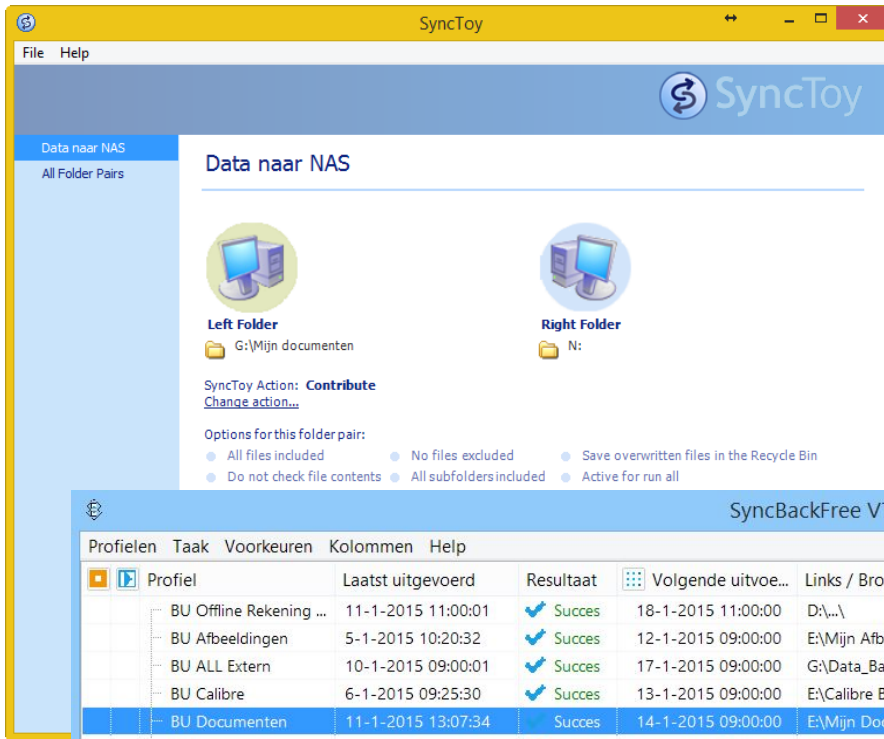 SyncToy
File Help
SyncToy
Data naar NAS
All Folder Pairs
Data naar NAS
Left Folder
G:\Mijn documenten
Right Folder
N:
SyncToy Action: Contribute
Change action...
Options for this folder pair:
All files included No files excluded Save overwritten files in the Recycle Bin
Do not check file contents All subfolders included Active for run all
SyncBackFree V7
Profielen Taak Voorkeuren Kolommen Help
Profiel Laatst uitgevoerd Resultaat Volgende uitvoe... Links / Bro
BU Offline Rekening ... 11-1-2015 11:00:01 Succes 18-1-2015 11:00:00 D:\...\
BU Afbeeldingen 5-1-2015 10:20:32 Succes 12-1-2015 09:00:00 E:\Mijn Afb
BU ALL Extern 10-1-2015 09:00:01 Succes 17-1-2015 09:00:00 G:\Data_Ba
BU Calibre 6-1-2015 09:25:30 Succes 13-1-2015 09:00:00 E:\Calibre B
BU Documenten 11-1-2015 13:07:34 Succes 14-1-2015 09:00:00 E:\Mijn Doc